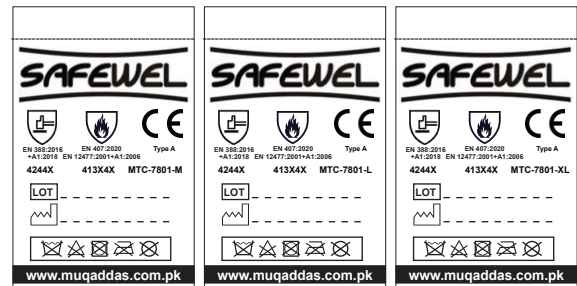 SAFEWEL
EN 388:2016
+A1:2018
EN 407:2020
EN 12477:2001+A1:2006
CE
Type A
4244X 413X4X MTC-7801-M
LOT
www.muqaddas.com.pk
SAFEWEL
EN 388:2016
+A1:2018
EN 407:2020
EN 12477:2001+A1:2006
CE
Type A
4244X 413X4X MTC-7801-L
LOT
www.muqaddas.com.pk
SAFEWEL
EN 388:2016
+A1:2018
EN 407:2020
EN 12477:2001+A1:2006
CE
Type A
4244X 413X4X MTC-7801-XL
LOT
www.muqaddas.com.pk